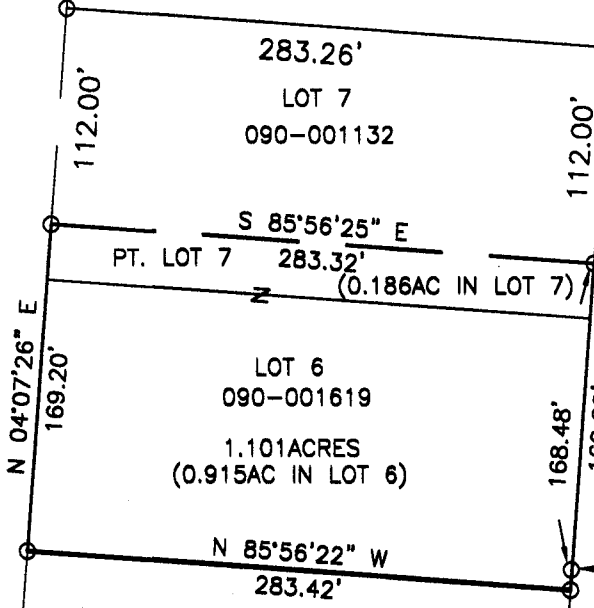 283.26'
LOT 7
090-001132
112.00'
112.00'
S 85°56'25" E
PT. LOT 7
283.32'
(0.186AC IN LOT 7)
N 04°07'26" E
169.20'
LOT 6
090-001619
1.101ACRES
(0.915AC IN LOT 6)
168.48'
N 85°56'22" W
283.42'